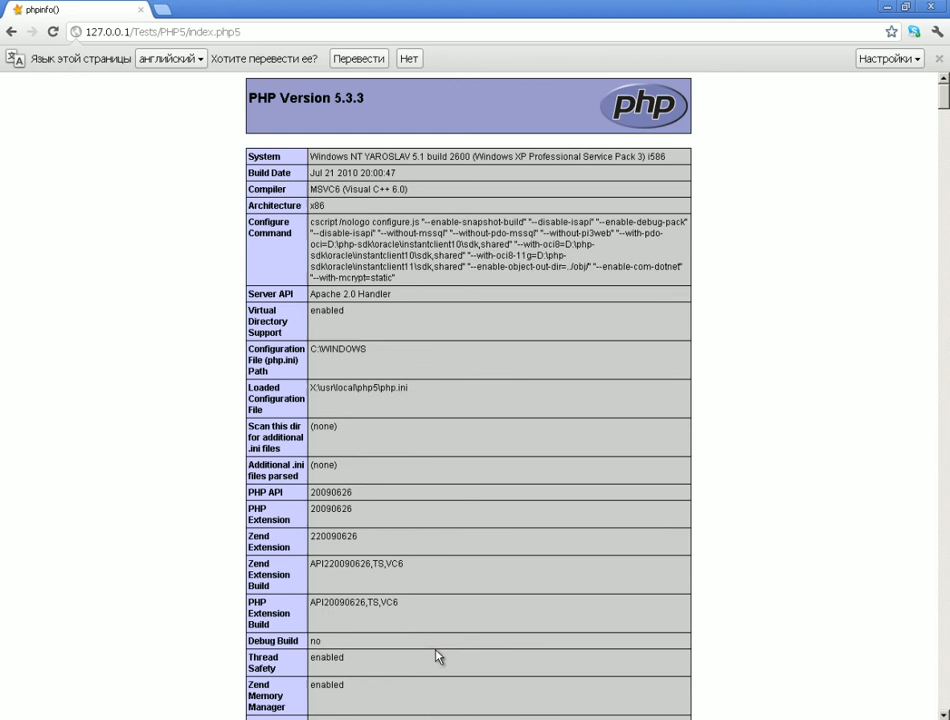 phpinfo()
127.0.0.1/Tests/PHP5/index.php5
Язык этой страницы английский Хотите перевести ее? Перевести Нет Настройки
PHP Version 5.3.3
php
System Windows NT YAROSLAV 5.1 build 2600 (Windows XP Professional Service Pack 3) i586
Build Date Jul 21 2010 20:00:47
Compiler MSVC6 (Visual C++ 6.0)
Architecture x86
Configure
Command
cscript /nologo configure.js "--enable-snapshot-build" "--disable-isapi" "--enable-debug-pack"
"--disable-isapi" "--without-mssql" "--without-pdo-mssql" "--without-pi3web" "--with-pdo-
oci=D:\php-sdk\oracle\instantclient10\sdk,shared" "--with-oci8=D:\php-
sdk\oracle\instantclient10\sdk,shared" "--with-oci8-11g=D:\php-
sdk\oracle\instantclient11\sdk,shared" "--enable-object-out-dir=../obj/" "--enable-com-dotnet"
"--with-mcrypt=static"
Server API Apache 2.0 Handler
Virtual
Directory
Support
enabled
Configuration
File (php.ini)
Path
C:\WINDOWS
Loaded
Configuration
File
X:\usr\local\php5\php.ini
Scan this dir
for additional
.ini files
(none)
Additional .ini
files parsed
(none)
PHP API 20090626
PHP
Extension
20090626
Zend
Extension
220090626
Zend
Extension
Build
API220090626,TS,VC6
PHP
Extension
Build
API20090626,TS,VC6
Debug Build no
Thread
Safety
enabled
Zend
Memory
Manager
enabled